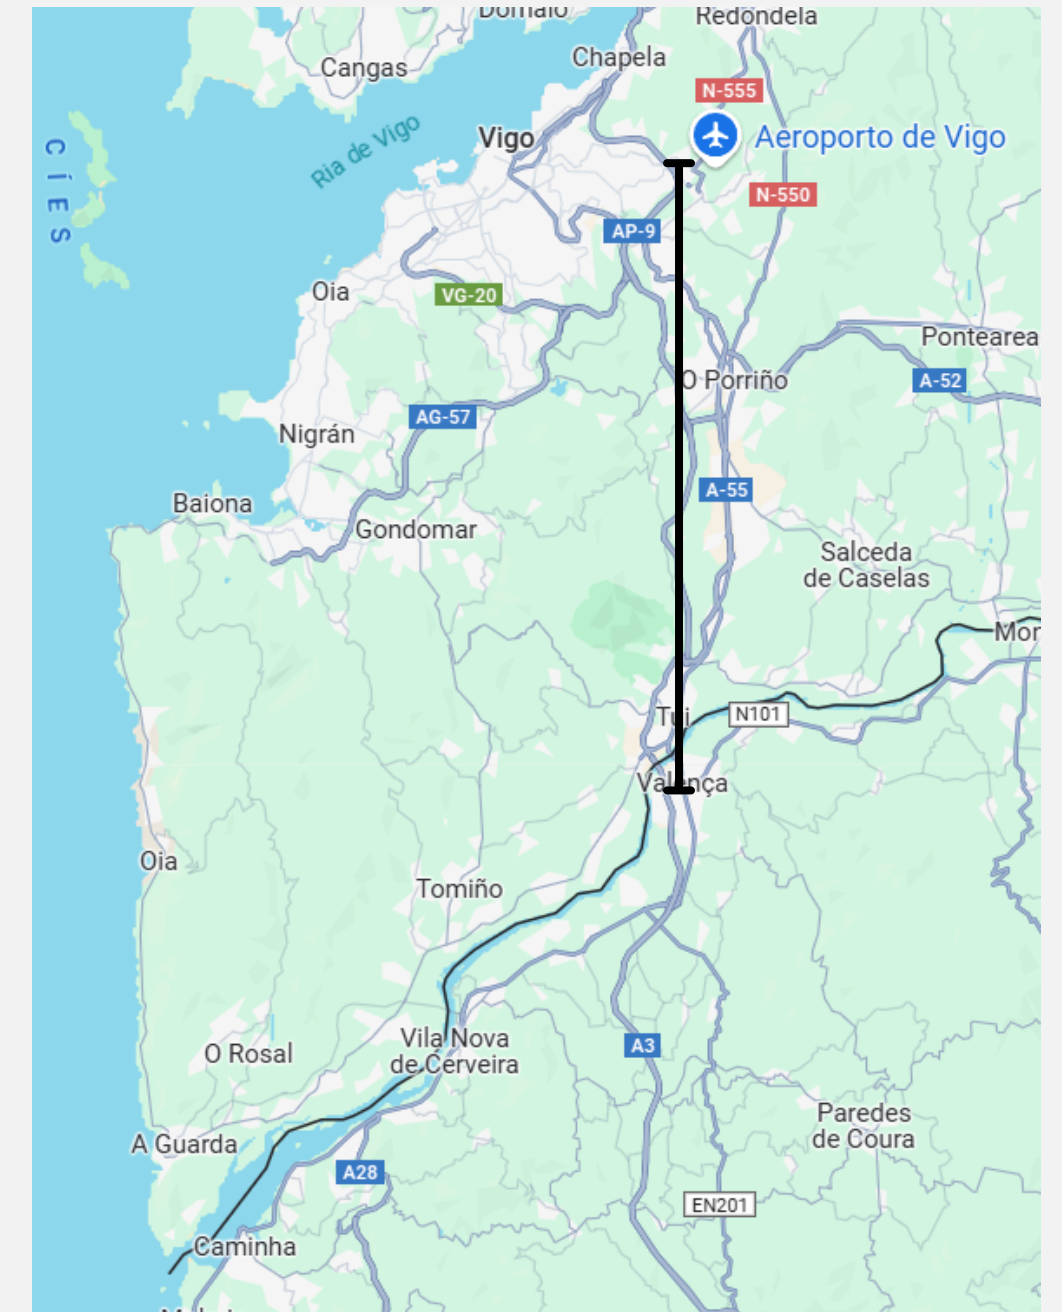 Redondela
Chapela
Cangas
N-555
Ria de Vigo
Vigo
Aeroporto de Vigo
CÍES
N-550
AP-9
Oia
VG-20
Pontearea
O Porriño
A-52
AG-57
Nigrán
A-55
Baiona
Gondomar
Salceda
de Caselas
Tui
N101
Valença
Oia
Tomiño
Vila Nova
de Cerveira
A3
O Rosal
Paredes
de Coura
A Guarda
A28
EN201
Caminha